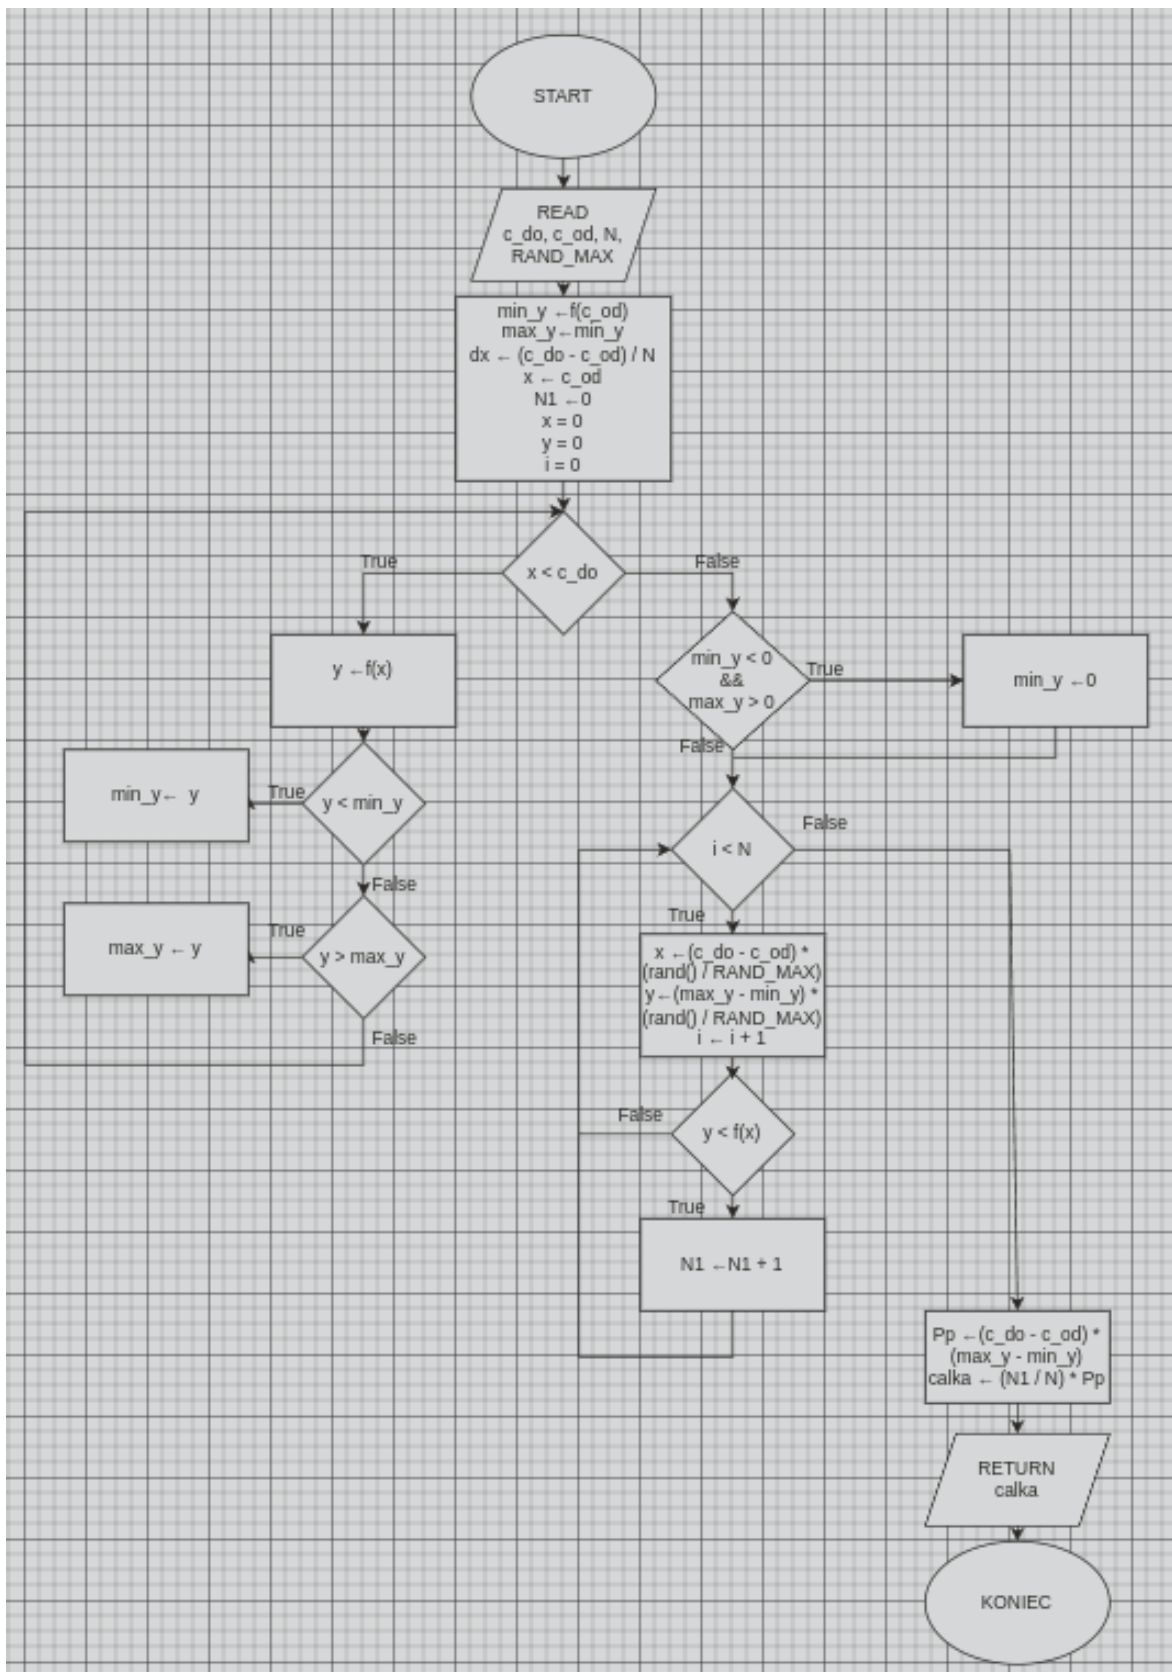 START
READ
c_do, c_od, N,
RAND_MAX
min_y ←f(c_od)
max_y←min_y
dx ← (c_do - c_od) / N
x ← c_od
N1 ←0
x = 0
y = 0
i = 0
x < c_do
True
False
y ←f(x)
min_y < 0
&&
max_y > 0
True
min_y ←0
False
y < min_y
True
min_y← y
False
y > max_y
True
max_y ← y
False
i < N
False
True
x ←(c_do - c_od) *
(rand() / RAND_MAX)
y←(max_y - min_y) *
(rand() / RAND_MAX)
i ← i + 1
y < f(x)
False
True
N1 ←N1 + 1
Pp ←(c_do - c_od) *
(max_y - min_y)
calka ← (N1 / N) * Pp
RETURN
calka
KONIEC